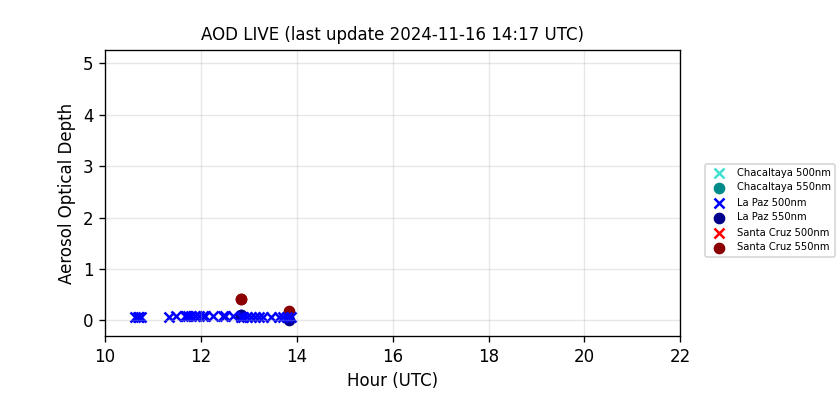 AOD LIVE (last update 2024-11-16 14:17 UTC)
Aerosol Optical Depth
5
4
3
2
1
0
10 12 14 16 18 20 22
Hour (UTC)
Chacaltaya 500nm
Chacaltaya 550nm
La Paz 500nm
La Paz 550nm
Santa Cruz 500nm
Santa Cruz 550nm